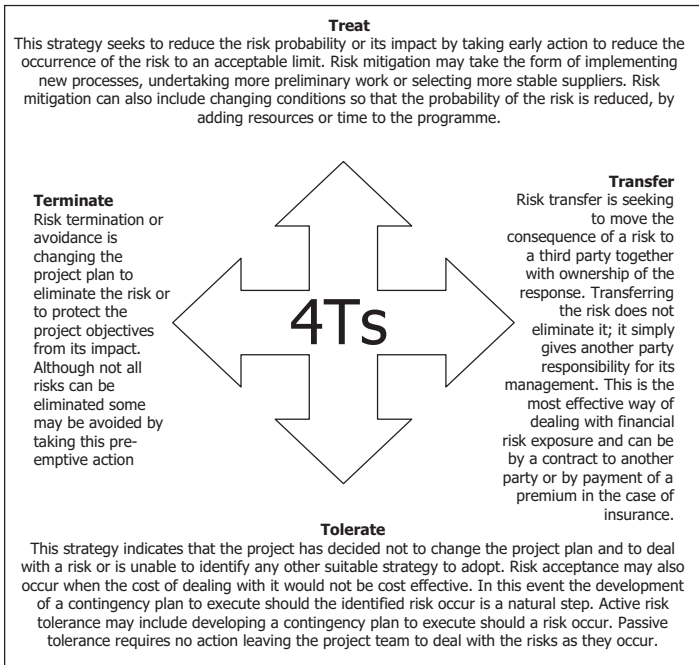 Treat
This strategy seeks to reduce the risk probability or its impact by taking early action to reduce the
occurrence of the risk to an acceptable limit. Risk mitigation may take the form of implementing
new processes, undertaking more preliminary work or selecting more stable suppliers. Risk
mitigation can also include changing conditions so that the probability of the risk is reduced, by
adding resources or time to the programme.
Terminate
Risk termination or
avoidance is
changing the
project plan to
eliminate the risk or
to protect the
project objectives
from its impact.
Although not all
risks can be
eliminated some
may be avoided by
taking this pre-
emptive action
4Ts
Transfer
Risk transfer is seeking
to move the
consequence of a risk to
a third party together
with ownership of the
response. Transferring
the risk does not
eliminate it; it simply
gives another party
responsibility for its
management. This is the
most effective way of
dealing with financial
risk exposure and can be
by a contract to another
party or by payment of a
premium in the case of
insurance.
Tolerate
This strategy indicates that the project has decided not to change the project plan and to deal
with a risk or is unable to identify any other suitable strategy to adopt. Risk acceptance may also
occur when the cost of dealing with it would not be cost effective. In this event the development
of a contingency plan to execute should the identified risk occur is a natural step. Active risk
tolerance may include developing a contingency plan to execute should a risk occur. Passive
tolerance requires no action leaving the project team to deal with the risks as they occur.